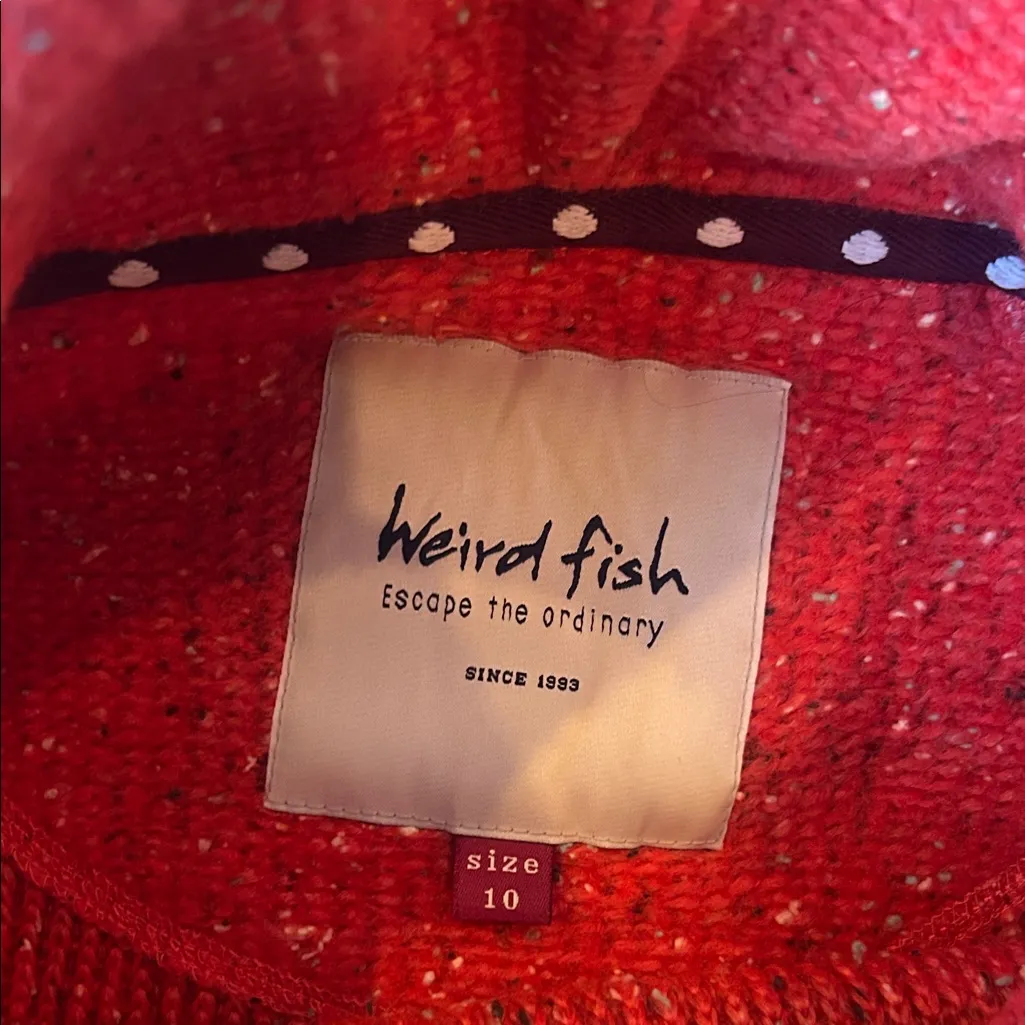 Weird fish
Escape the ordinary
SINCE 1993
size
10